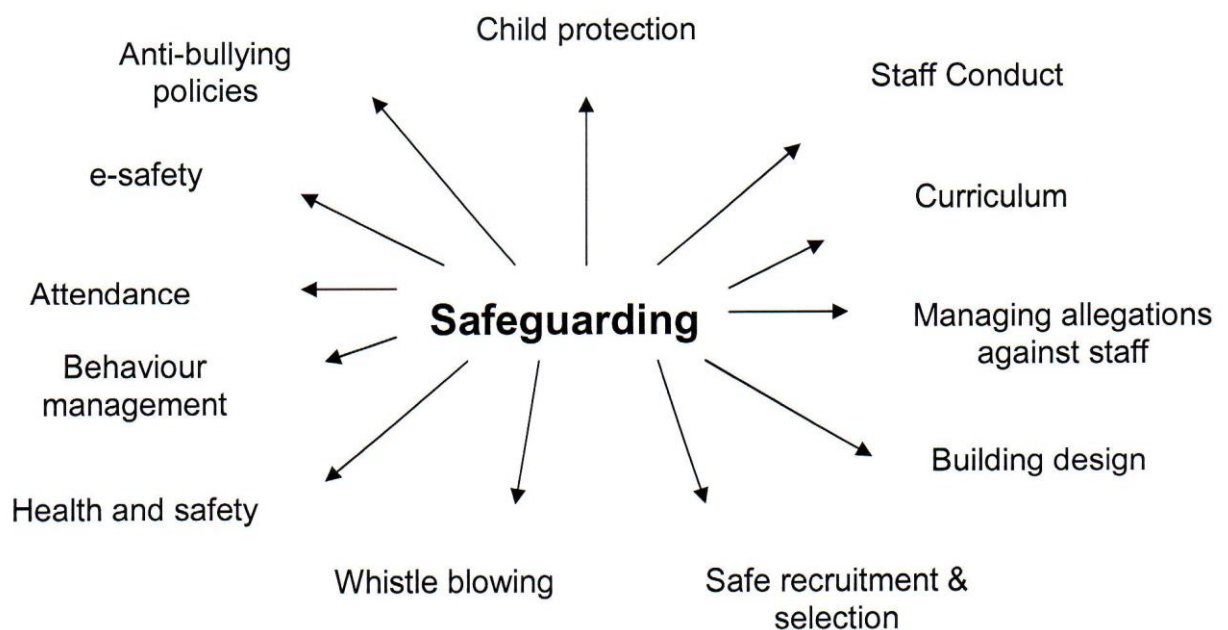 Child protection
Anti-bullying
policies
Staff Conduct
e-safety
Curriculum
Attendance
Safeguarding
Managing allegations
against staff
Behaviour
management
Building design
Health and safety
Whistle blowing
Safe recruitment &
selection